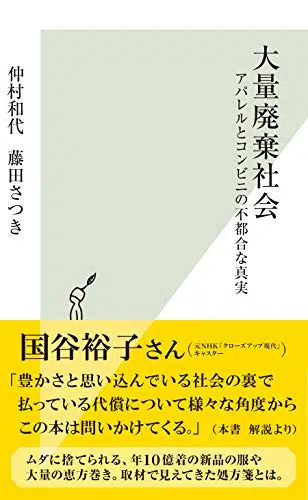 大量廃棄社会
アパレルとコンビニの不都合な真実
仲村和代 藤田さつき
国谷裕子さん(元NHK「クローズアップ現代」キャスター)
「豊かさと思い込んでいる社会の裏で
払っている代償について様々な角度から
この本は問いかけてくる。」(本書 解説より)
ムダに捨てられる、年10億着の新品の服や
大量の恵方巻き。取材で見えてきた処方箋とは。